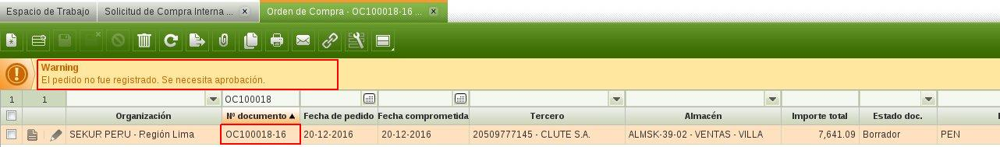 Espacio de Trabajo
Solicitud de Compra Interna ...
Orden de Compra - OC100018-16 ...
Warning
El pedido no fue registrado. Se necesita aprobación.
1 1 OC100018
Organización Nº documento Fecha de pedido Fecha comprometida Tercero Almacén Importe total Estado doc.
SEKUR PERU - Región Lima OC100018-16 20-12-2016 20-12-2016 20509777145 - CLUTE S.A. ALMSK-39-02 - VENTAS - VILLA 7,641.09 Borrador PEN